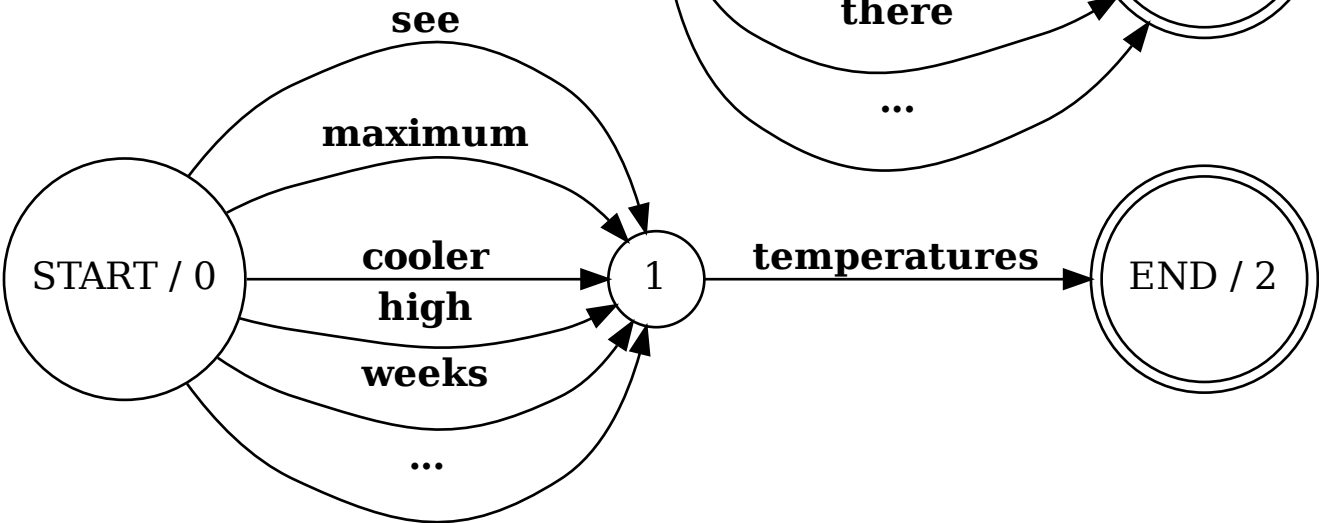 see
there
...
maximum
START / 0
cooler
1
temperatures
END / 2
high
weeks
...